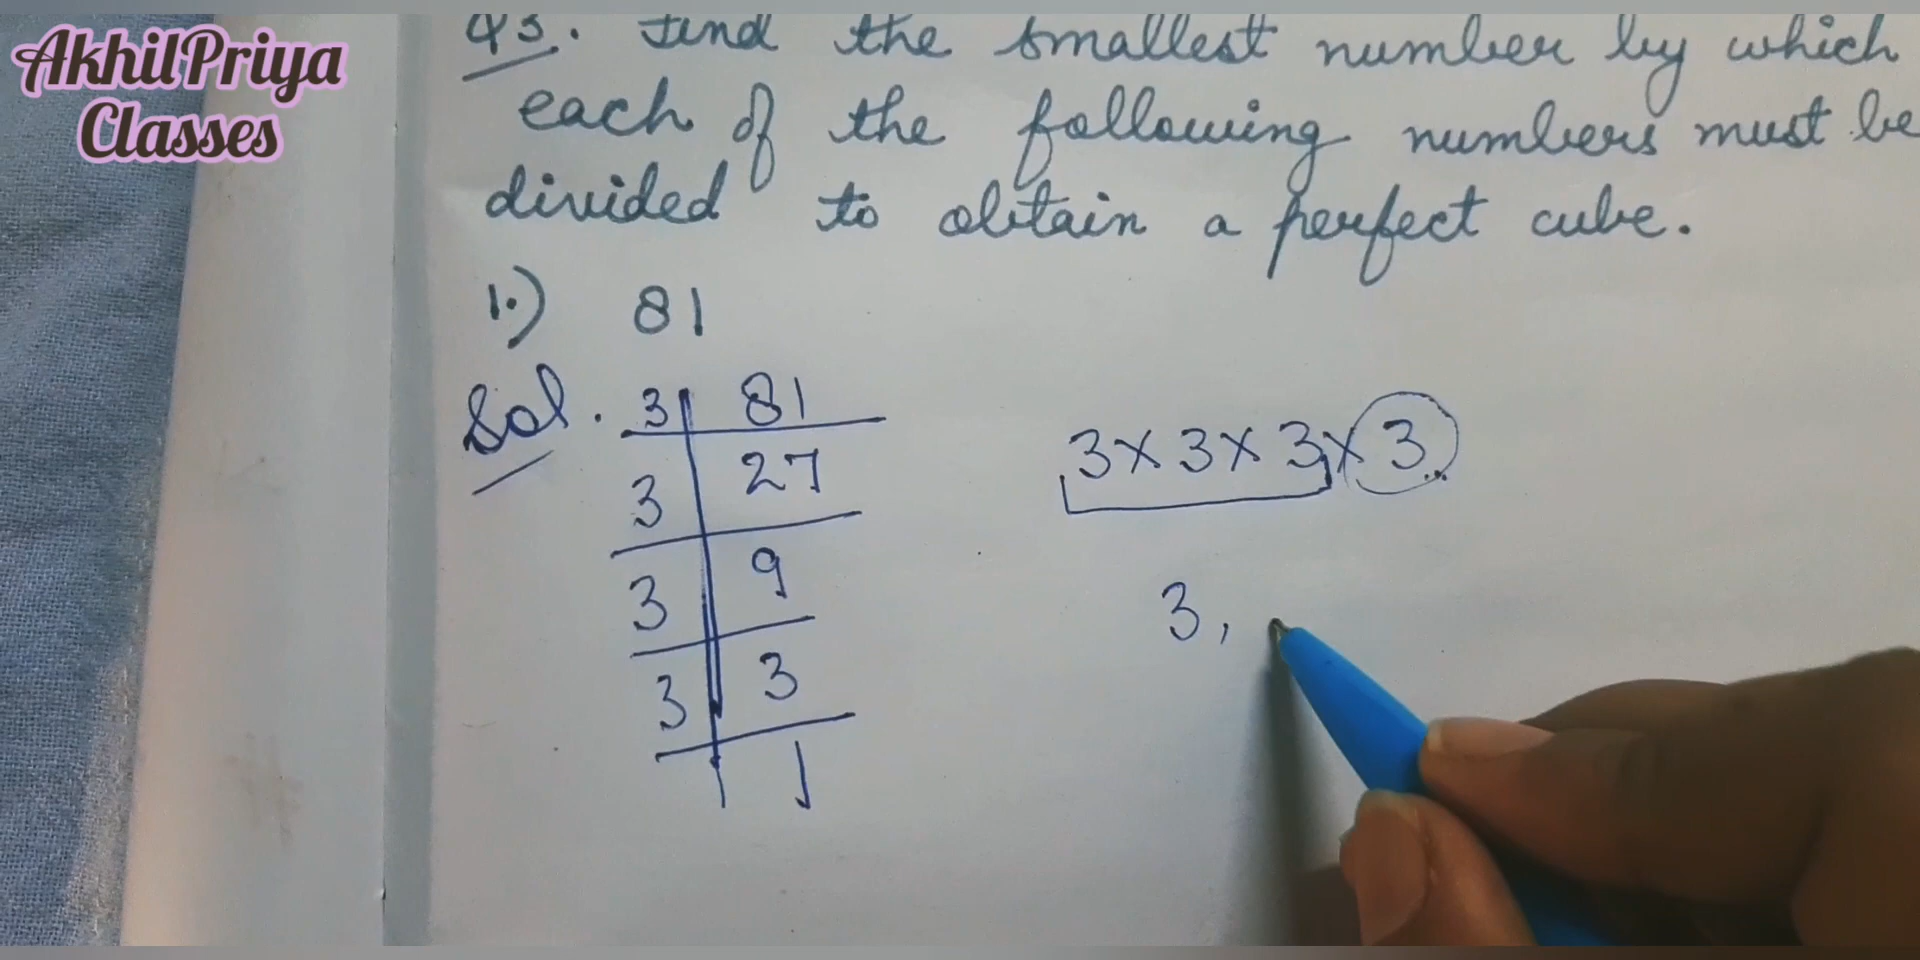 AkhilPriya
Classes
Q3. Find the smallest number by which
each of the following numbers must be
divided to obtain a perfect cube.
1.) 81
Sol. 3 | 81
3 | 27
3 | 9
3 | 3
1
3 × 3 × 3 × 3
3,